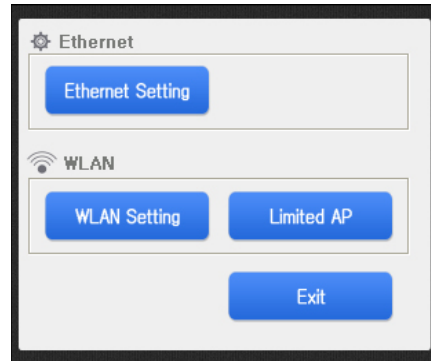 Ethernet
Ethernet Setting
WLAN
WLAN Setting
Limited AP
Exit